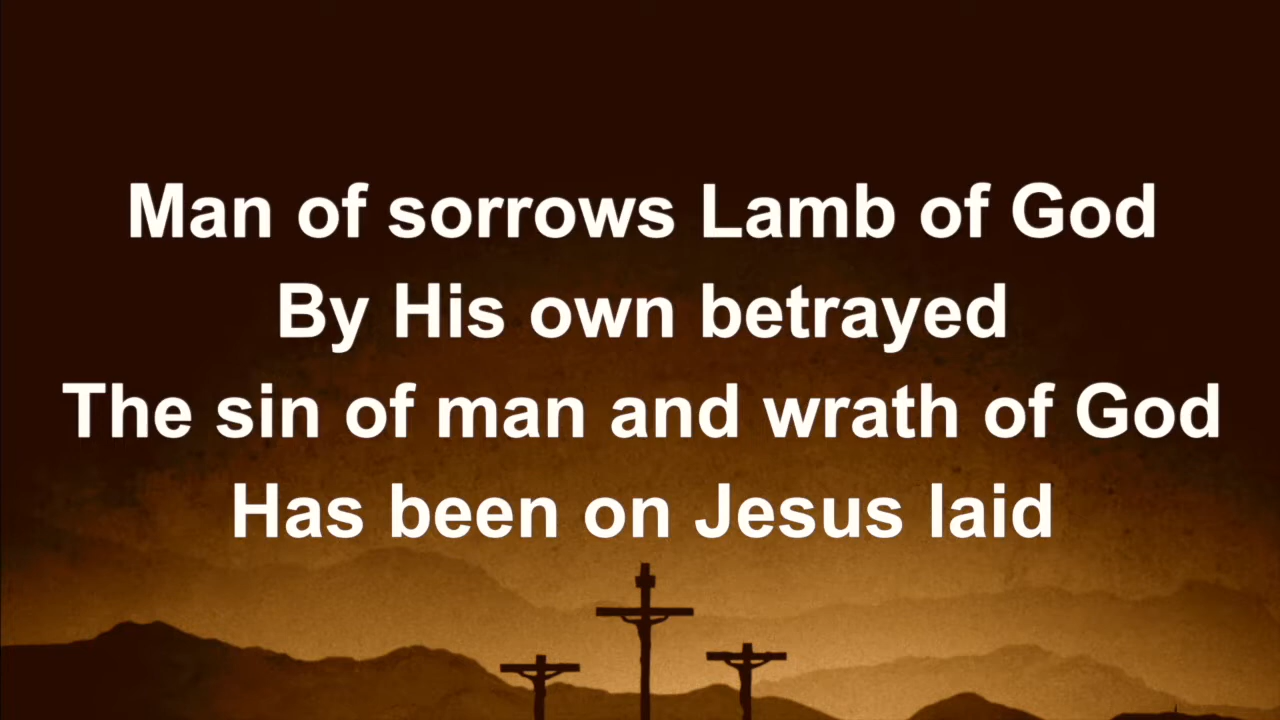 Man of sorrows Lamb of God
By His own betrayed
The sin of man and wrath of God
Has been on Jesus laid